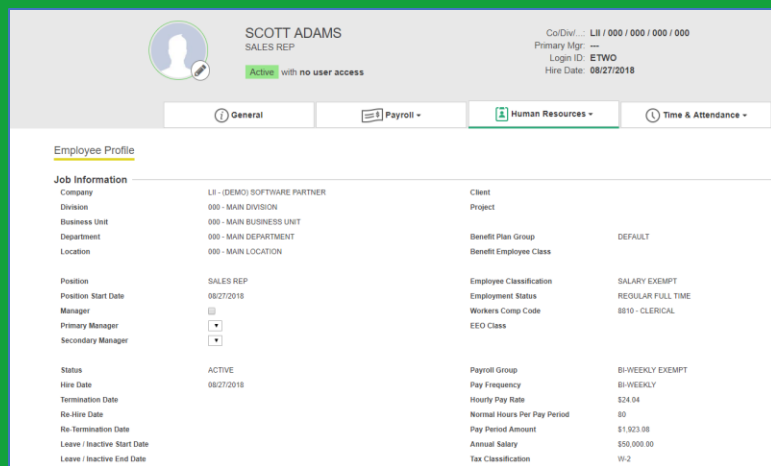 SCOTT ADAMS
SALES REP
Active with no user access
Co/Div/...: LII / 000 / 000 / 000 / 000
Primary Mgr: ---
Login ID: ETWO
Hire Date: 08/27/2018
General Payroll Human Resources Time & Attendance
Employee Profile
Job Information
Company LII - (DEMO) SOFTWARE PARTNER Client
Division 000 - MAIN DIVISION Project
Business Unit 000 - MAIN BUSINESS UNIT
Department 000 - MAIN DEPARTMENT Benefit Plan Group DEFAULT
Location 000 - MAIN LOCATION Benefit Employee Class
Position SALES REP Employee Classification SALARY EXEMPT
Position Start Date 08/27/2018 Employment Status REGULAR FULL TIME
Manager Workers Comp Code 8810 - CLERICAL
Primary Manager EEO Class
Secondary Manager
Status ACTIVE Payroll Group BI-WEEKLY EXEMPT
Hire Date 08/27/2018 Pay Frequency BI-WEEKLY
Termination Date Hourly Pay Rate $24.04
Re-Hire Date Normal Hours Per Pay Period 80
Re-Termination Date Pay Period Amount $1,923.08
Leave / Inactive Start Date Annual Salary $50,000.00
Leave / Inactive End Date Tax Classification W-2